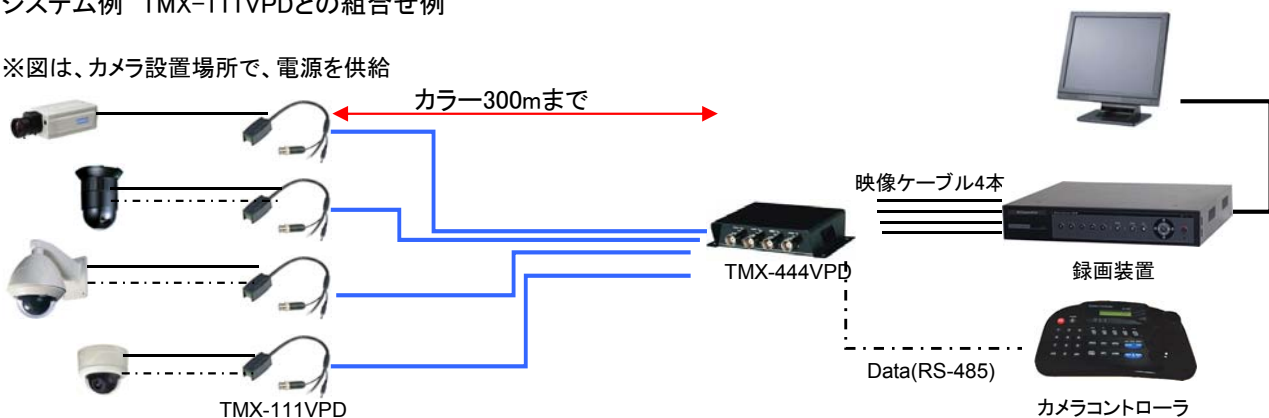 システム例 TMX-111VPDとの組合せ例
※図は、カメラ設置場所で、電源を供給
カラー300mまで
映像ケーブル4本
TMX-444VPD
録画装置
Data(RS-485)
TMX-111VPD
カメラコントローラ